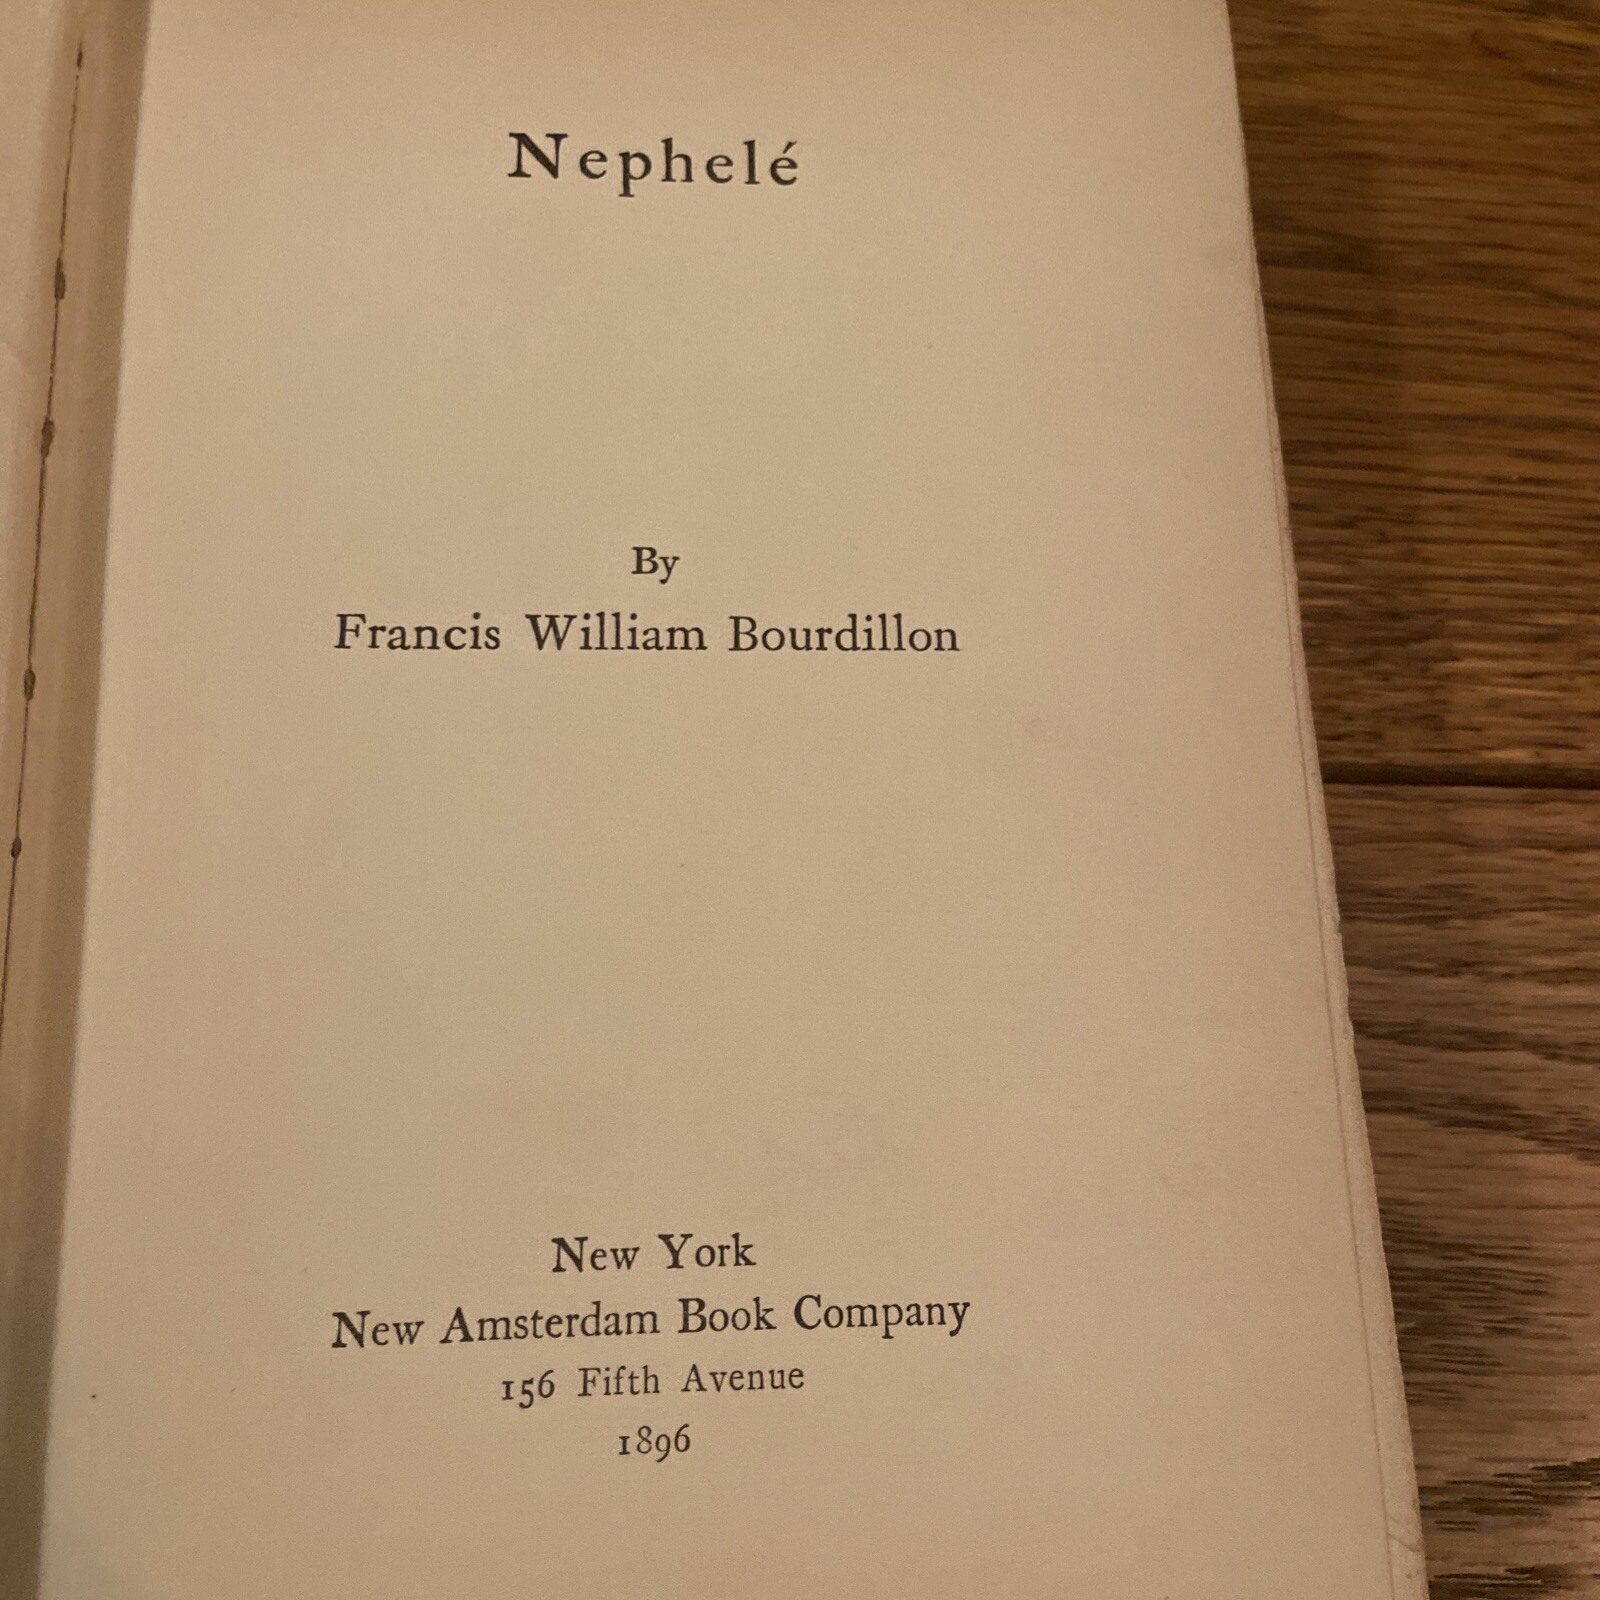 Nephelé
By
Francis William Bourdillon
New York
New Amsterdam Book Company
156 Fifth Avenue
1896